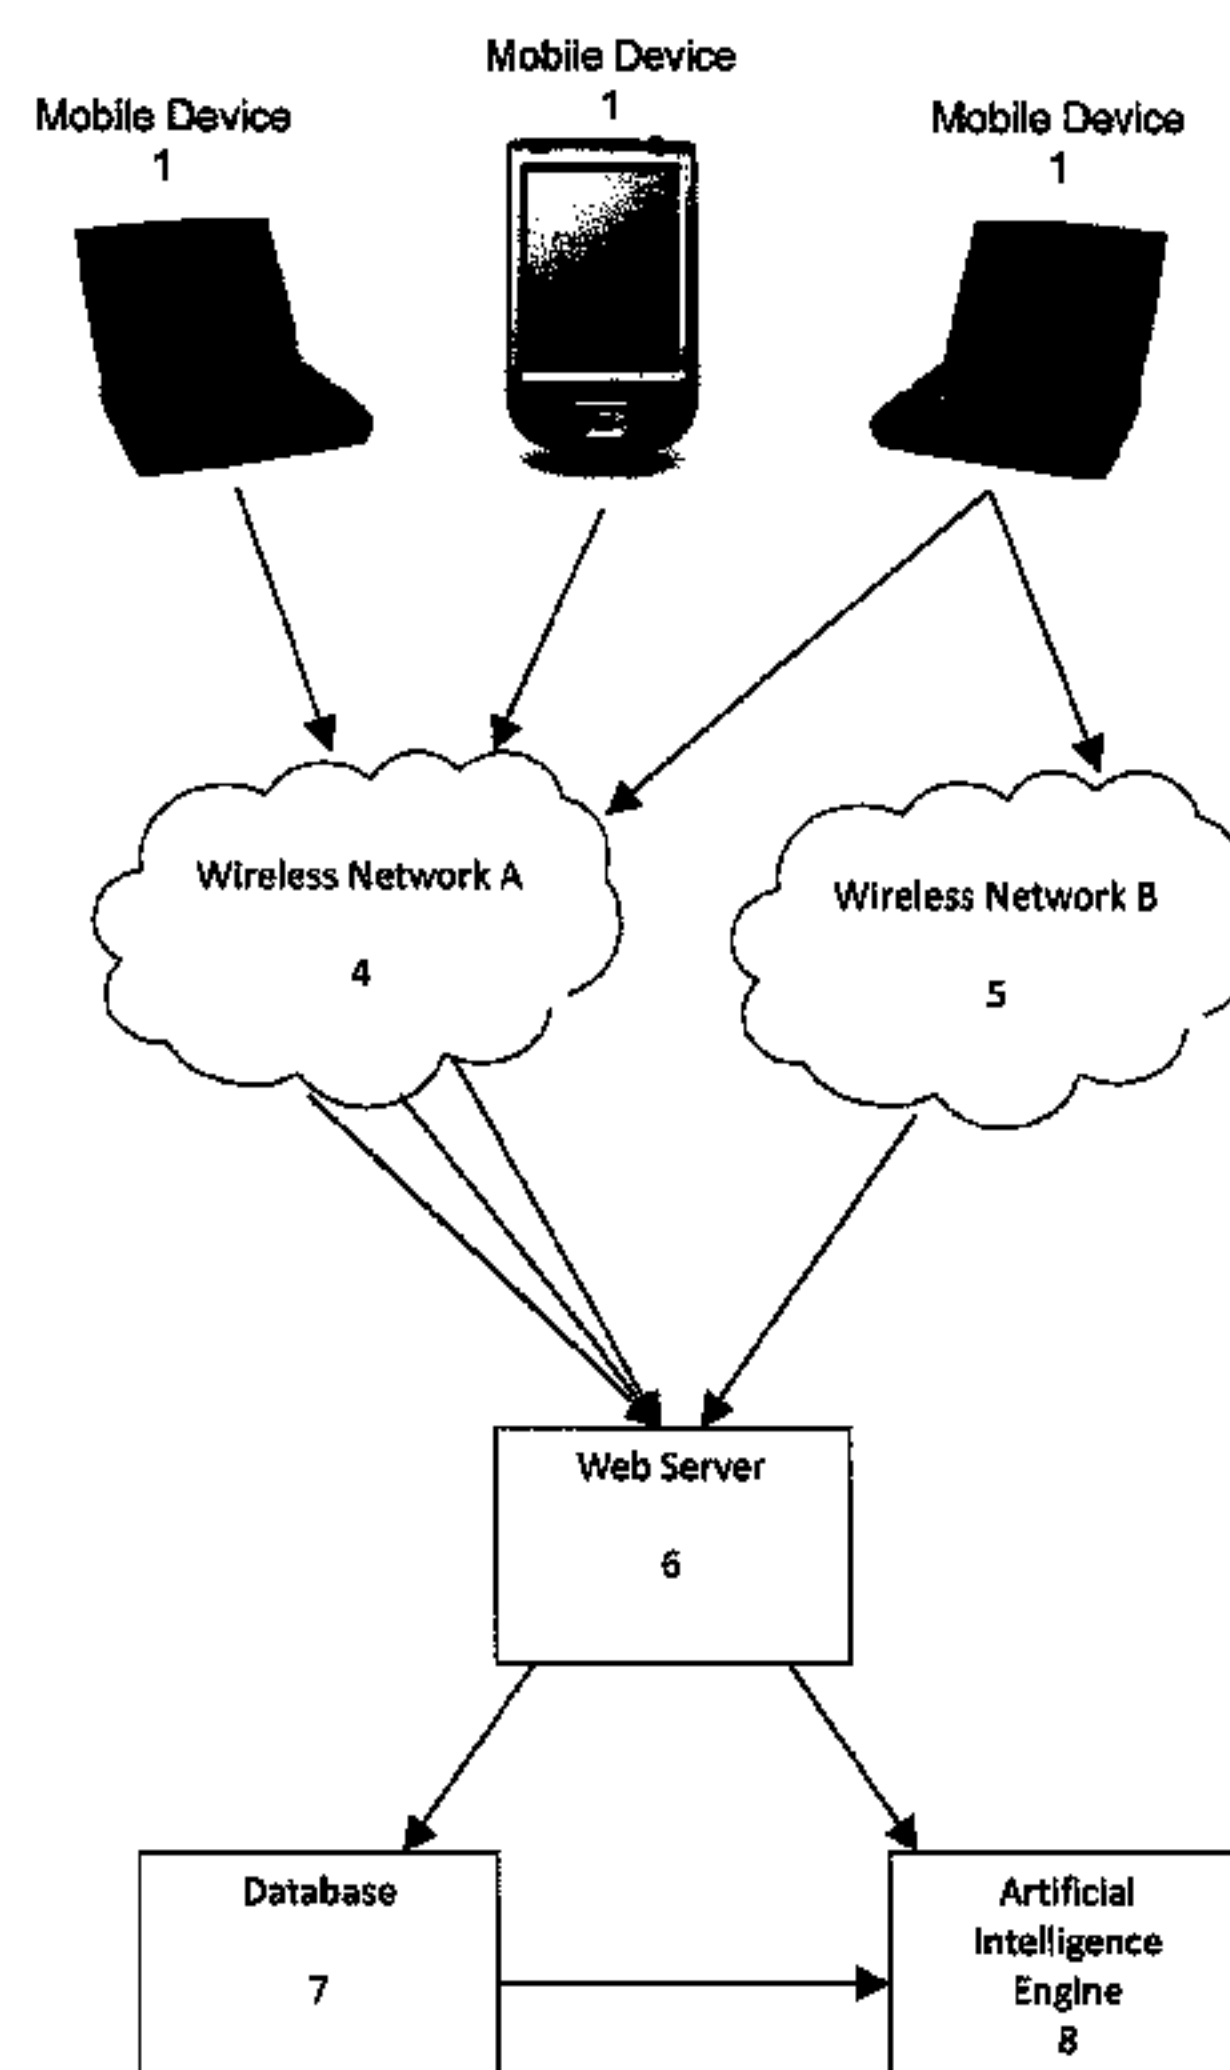 Mobile Device
1
Mobile Device
1
Mobile Device
1
Wireless Network A
4
Wireless Network B
5
Web Server
6
Database
7
Artificial
Intelligence
Engine
8